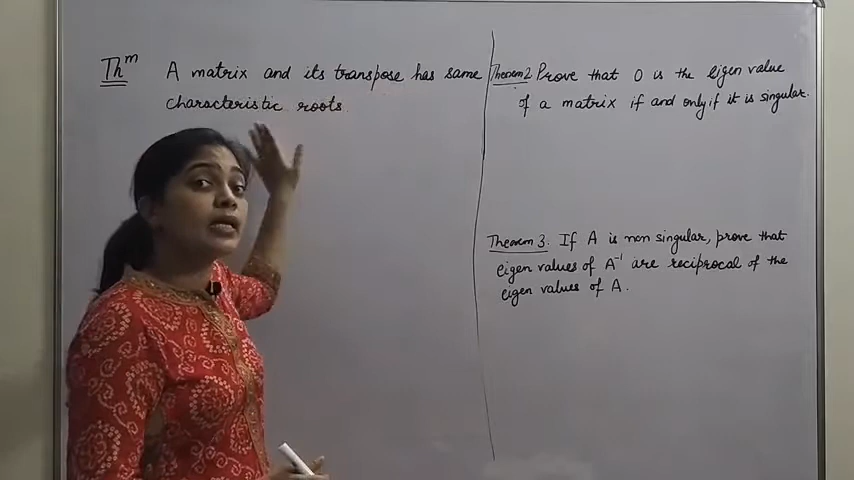 Thm A matrix and its transpose has same
characteristic roots.
Theorem 2 Prove that 0 is the eigen value
of a matrix if and only if it is singular.
Theorem 3. If A is non singular, prove that
eigen values of A⁻¹ are reciprocal of the
eigen values of A.